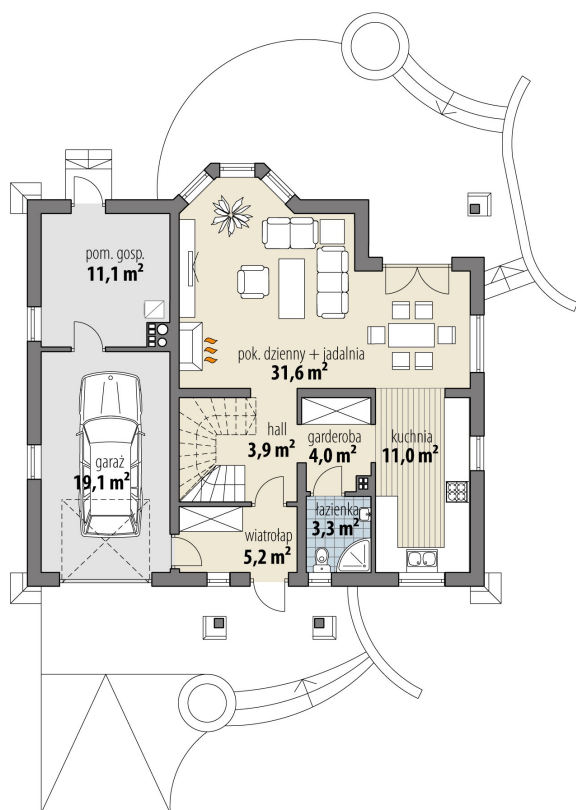 pom. gosp.
11,1 m²
pok. dzienny + jadalnia
31,6 m²
hall
3,9 m²
garderoba
4,0 m²
kuchnia
11,0 m²
garaż
19,1 m²
łazienka
3,3 m²
wiatrołap
5,2 m²